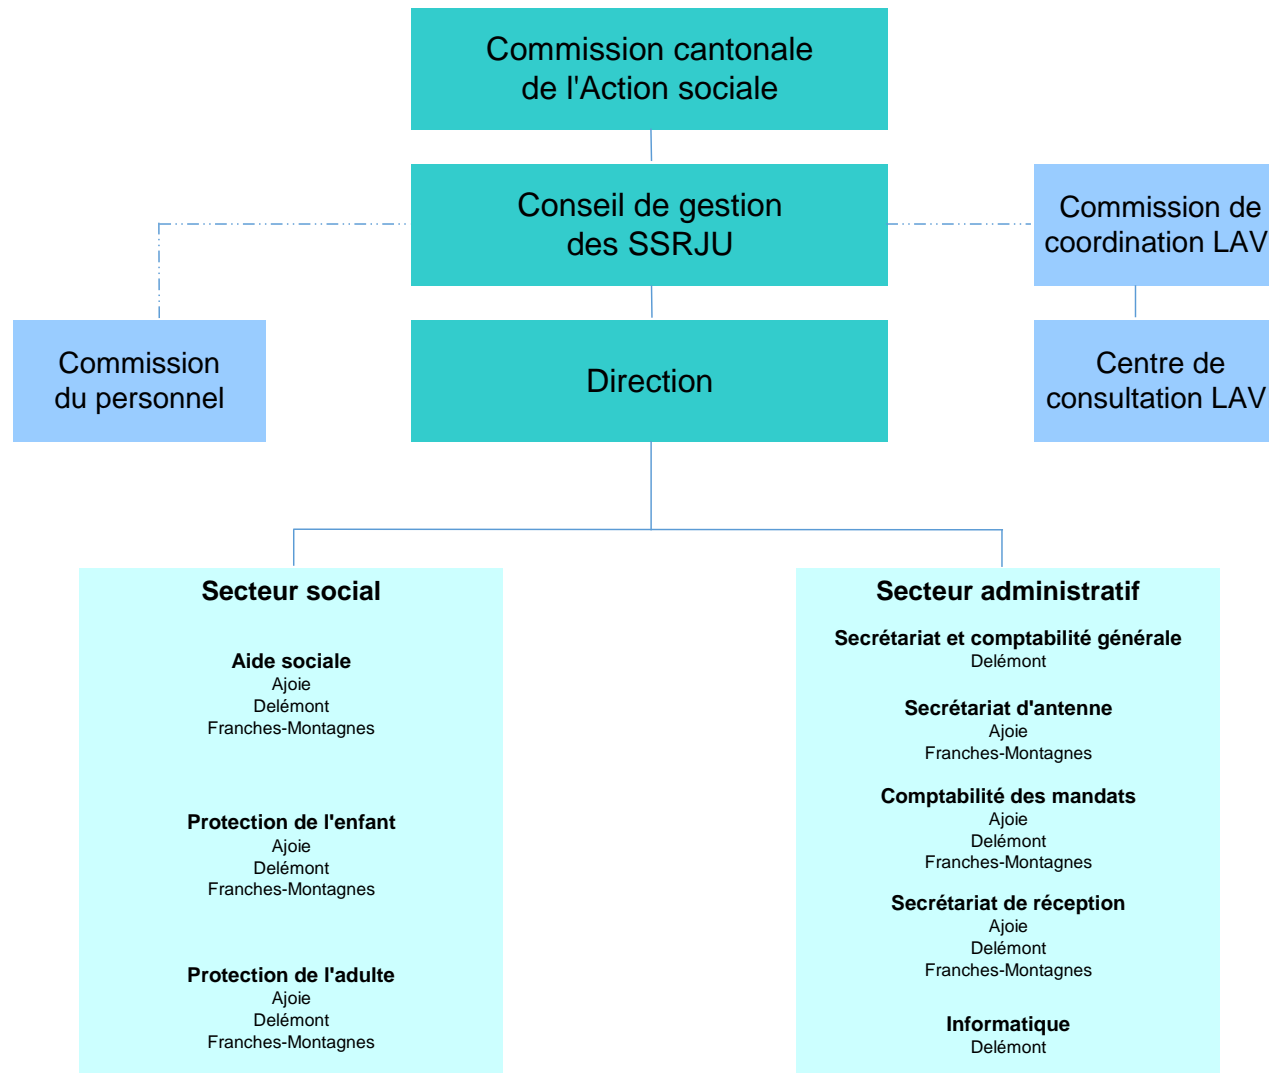 Commission cantonale
de l'Action sociale
Conseil de gestion
des SSRJU
Commission de
coordination LAV
Commission
du personnel
Direction
Centre de
consultation LAV
Secteur social
Aide sociale
Ajoie
Delémont
Franches-Montagnes
Protection de l'enfant
Ajoie
Delémont
Franches-Montagnes
Protection de l'adulte
Ajoie
Delémont
Franches-Montagnes
Secteur administratif
Secrétariat et comptabilité générale
Delémont
Secrétariat d'antenne
Ajoie
Franches-Montagnes
Comptabilité des mandats
Ajoie
Delémont
Franches-Montagnes
Secrétariat de réception
Ajoie
Delémont
Franches-Montagnes
Informatique
Delémont